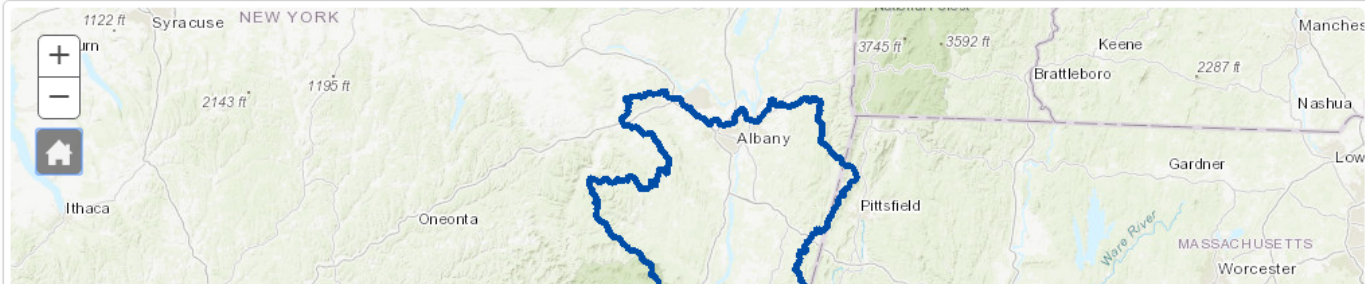 1122 ft
Syracuse
NEW YORK
Manches
+
urn
3745 ft
3592 ft
Keene
Brattleboro
2287 ft
1195 ft
2143 ft
−
Nashua
Albany
Gardner
Low
Ithaca
Oneonta
Pittsfield
Ware River
MASSACHUSETTS
Worcester